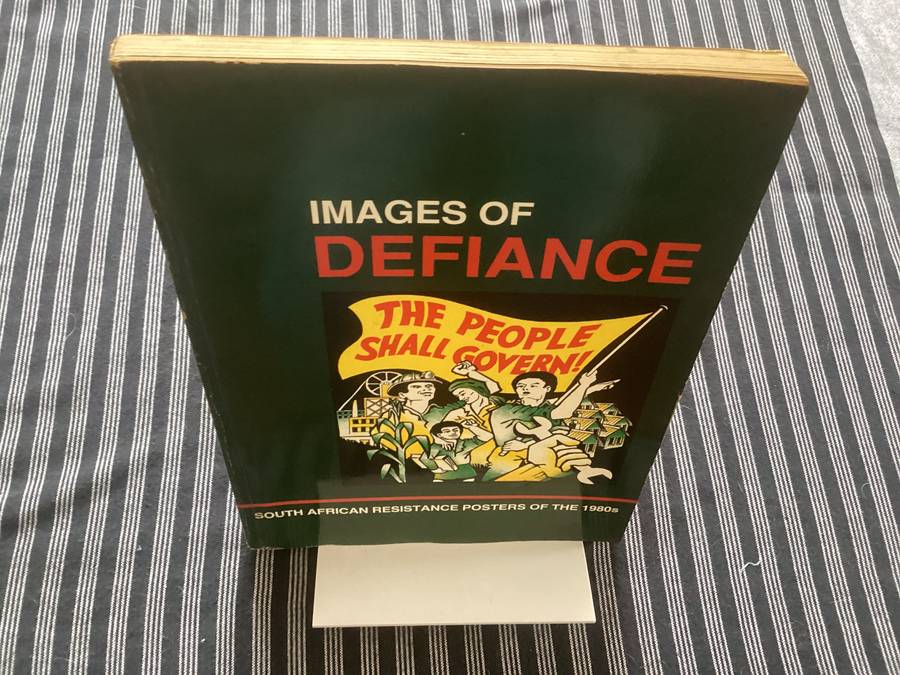 IMAGES OF
DEFIANCE
THE PEOPLE
SHALL GOVERN!
SOUTH AFRICAN RESISTANCE POSTERS OF THE 1980s